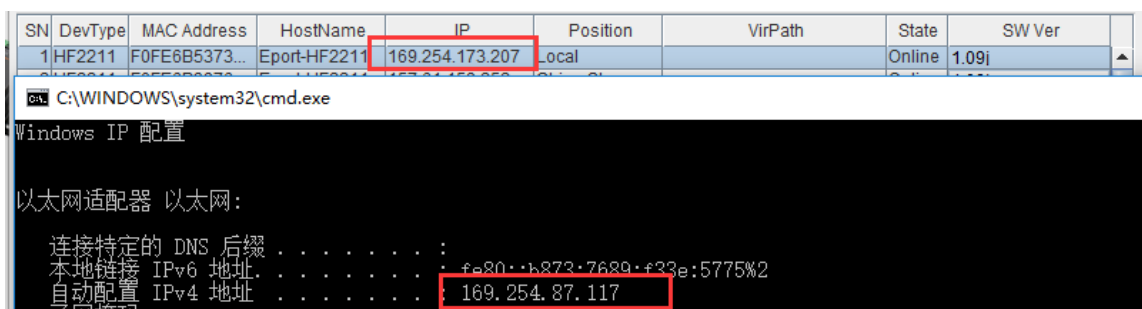 SN DevType MAC Address HostName IP Position VirPath State SW Ver
1 HF2211 F0FE6B5373... Eport-HF2211 169.254.173.207 Local Online 1.09j
C:\WINDOWS\system32\cmd.exe
Windows IP 配置
以太网适配器 以太网:
连接特定的 DNS 后缀 . . . . . . . :
本地链接 IPv6 地址. . . . . . . . : fe80::b873:7689:f33e:5775%2
自动配置 IPv4 地址 . . . . . . . : 169.254.87.117